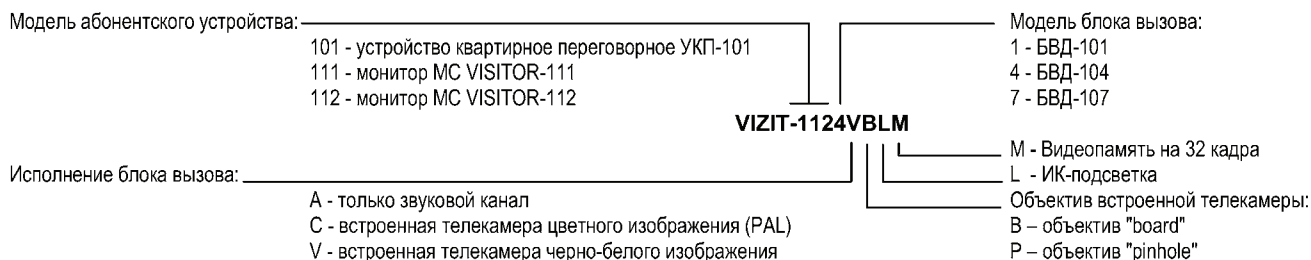 Модель абонентского устройства:
101 - устройство квартирное переговорное УКП-101
111 - монитор МС VISITOR-111
112 - монитор МС VISITOR-112
Модель блока вызова:
1 - БВД-101
4 - БВД-104
7 - БВД-107
VIZIT-1124VBLM
Исполнение блока вызова:
А - только звуковой канал
С - встроенная телекамера цветного изображения (PAL)
V - встроенная телекамера черно-белого изображения
М - Видеопамять на 32 кадра
L - ИК-подсветка
Объектив встроенной телекамеры:
B – объектив "board"
P – объектив "pinhole"